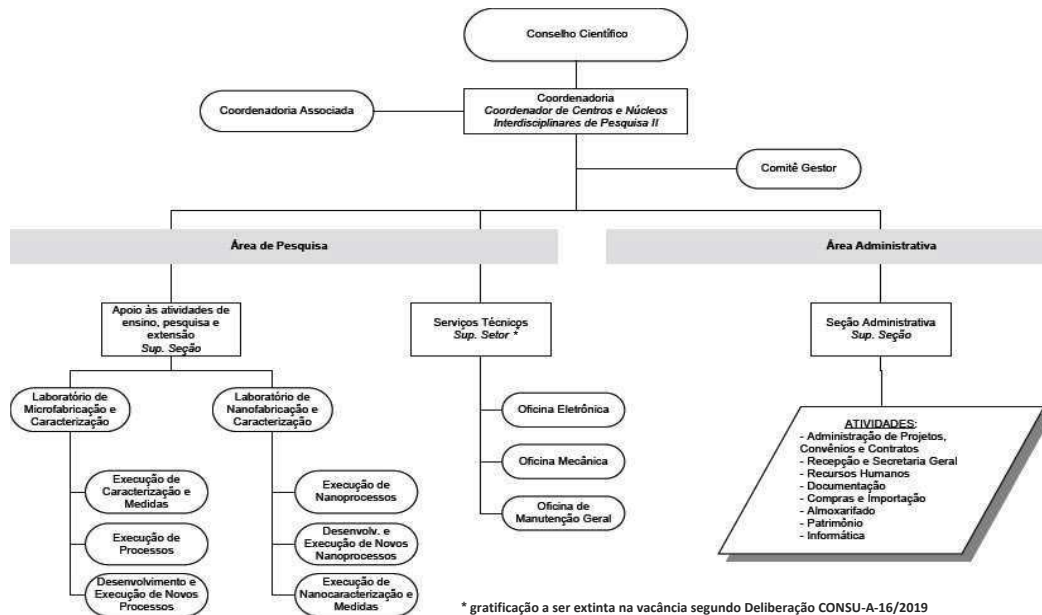 Conselho Científico
Coordenadoria
Coordenador de Centros e Núcleos
Interdisciplinares de Pesquisa II
Coordenadoria Associada
Comitê Gestor
Área de Pesquisa
Área Administrativa
Apoio às atividades de
ensino, pesquisa e
extensão
Sup. Seção
Serviços Técnicos
Sup. Setor *
Seção Administrativa
Sup. Seção
Laboratório de
Microfabricação e
Caracterização
Laboratório de
Nanofabricação e
Caracterização
Execução de
Caracterização e
Medidas
Execução de
Processos
Desenvolvimento e
Execução de Novos
Processos
Execução de
Nanoprocessos
Desenvolv. e
Execução de Novos
Nanoprocessos
Execução de
Nanocaracterização e
Medidas
Oficina Eletrônica
Oficina Mecânica
Oficina de
Manutenção Geral
ATIVIDADES:
- Administração de Projetos,
Convênios e Contratos
- Recepção e Secretaria Geral
- Recursos Humanos
- Documentação
- Compras e Importação
- Almoxarifado
- Patrimônio
- Informática
* gratificação a ser extinta na vacância segundo Deliberação CONSU-A-16/2019